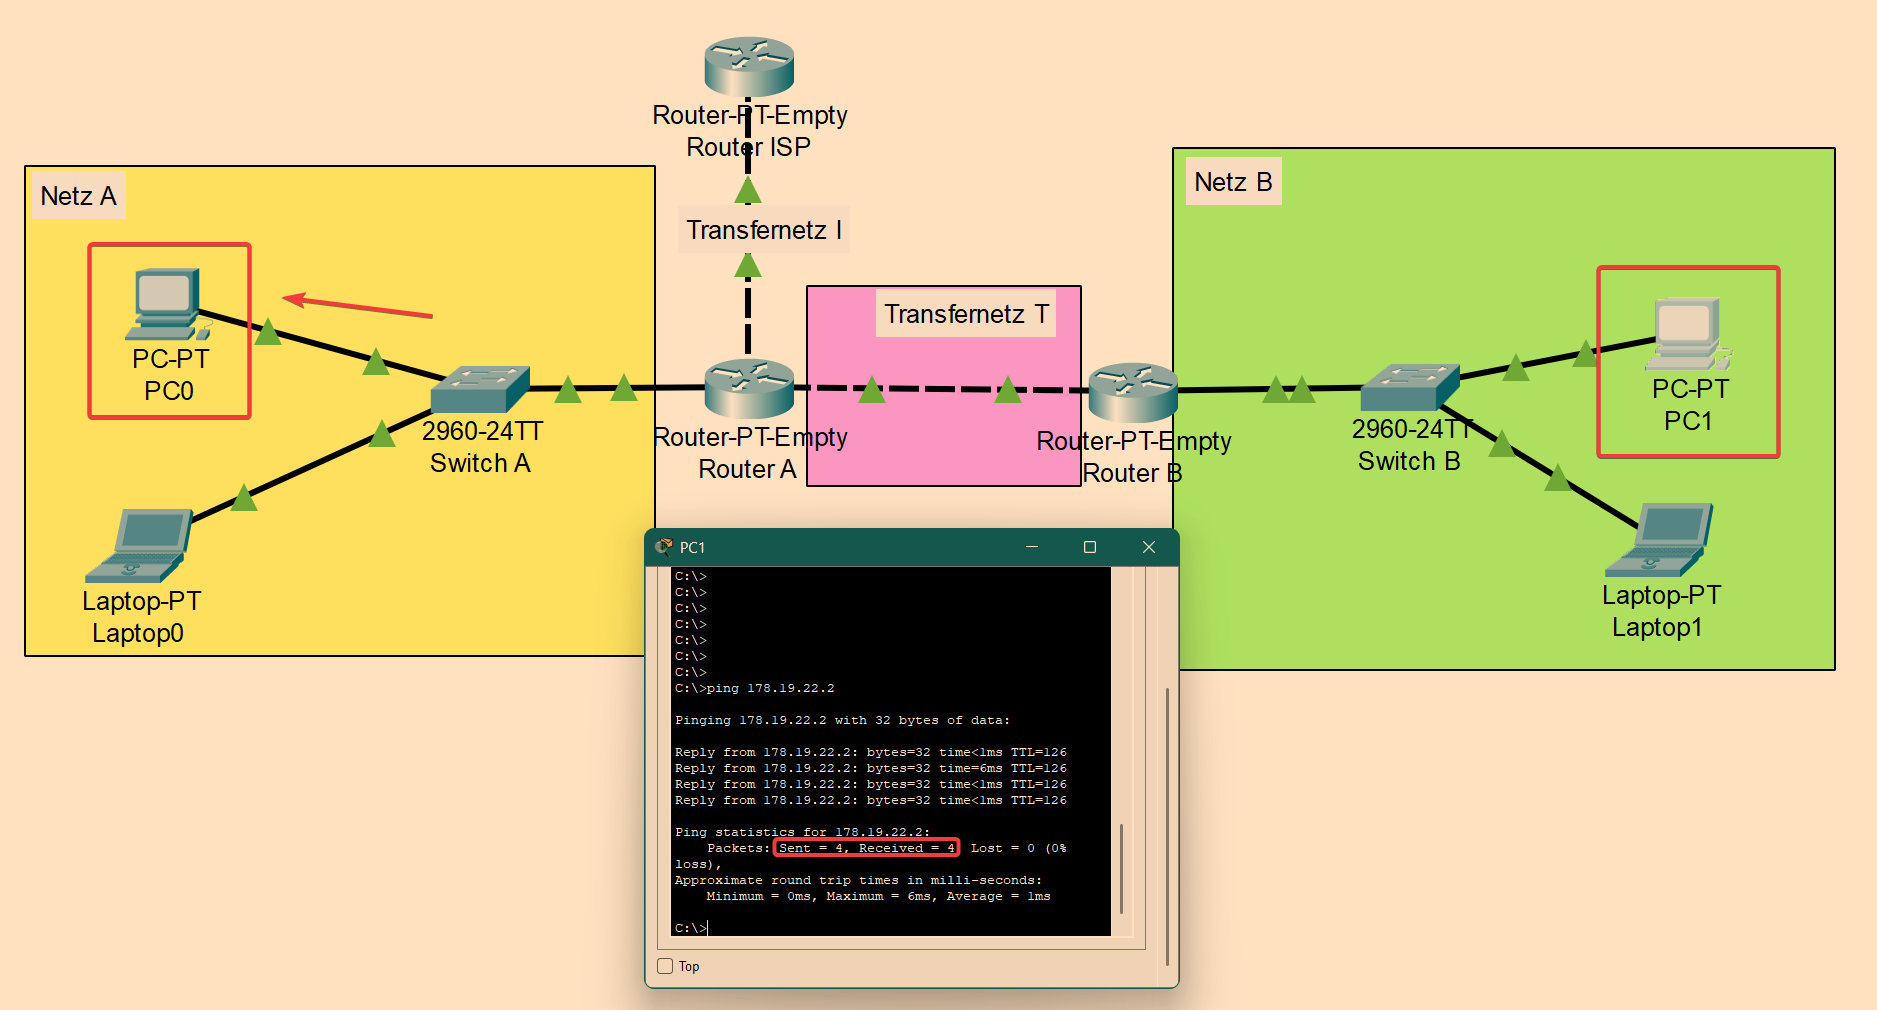 Router-PT-Empty
Router ISP
Netz A
Netz B
Transfernetz I
Transfernetz T
PC-PT
PC0
PC-PT
PC1
2960-24TT
Switch A
Router-PT-Empty
Router A
Router-PT-Empty
Router B
2960-24TT
Switch B
Laptop-PT
Laptop0
Laptop-PT
Laptop1
PC1
C:\>
C:\>
C:\>
C:\>
C:\>
C:\>
C:\>
C:\>ping 178.19.22.2
Pinging 178.19.22.2 with 32 bytes of data:
Reply from 178.19.22.2: bytes=32 time<1ms TTL=126
Reply from 178.19.22.2: bytes=32 time=6ms TTL=126
Reply from 178.19.22.2: bytes=32 time<1ms TTL=126
Reply from 178.19.22.2: bytes=32 time<1ms TTL=126
Ping statistics for 178.19.22.2:
Packets: Sent = 4, Received = 4 Lost = 0 (0%
loss),
Approximate round trip times in milli-seconds:
Minimum = 0ms, Maximum = 6ms, Average = 1ms
C:\>
Top